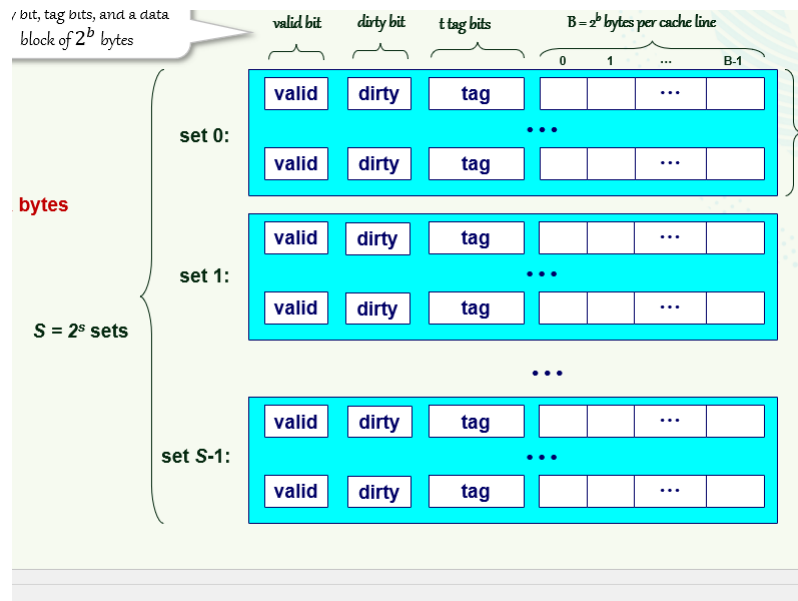 bit, tag bits, and a data
block of 2^b bytes
valid bit dirty bit t tag bits B = 2^b bytes per cache line
0 1 ... B-1
valid dirty tag ...
set 0: ...
valid dirty tag ...
bytes
valid dirty tag ...
set 1: ...
valid dirty tag ...
S = 2^s sets
...
valid dirty tag ...
set S-1: ...
valid dirty tag ...